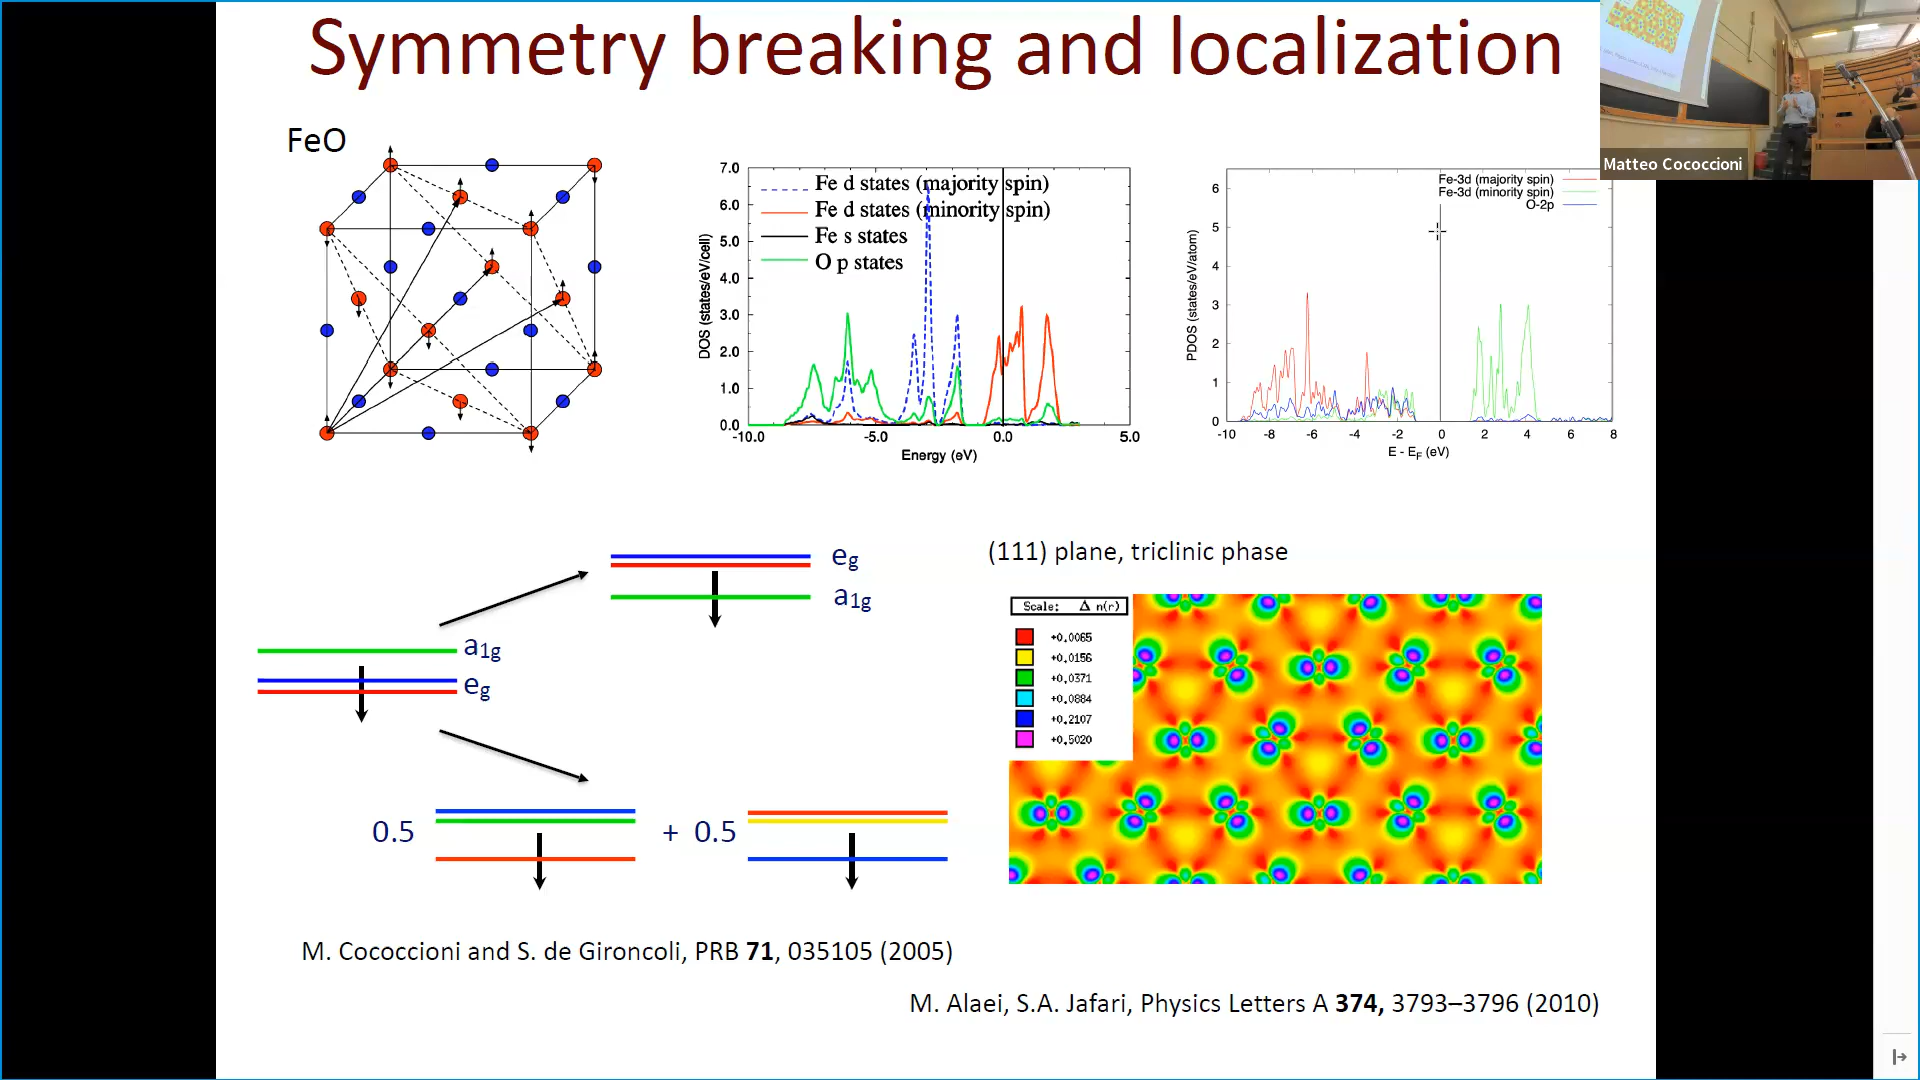 Symmetry breaking and localization
Matteo Cococcioni
FeO
7.0
6.0
5.0
4.0
3.0
2.0
1.0
0.0
DOS (states/eV/cell)
Fe d states (majority spin)
Fe d states (minority spin)
Fe s states
O p states
-10.0 -5.0 0.0 5.0
Energy (eV)
6
5
4
3
2
1
0
PDOS (states/eV/atom)
Fe-3d (majority spin)
Fe-3d (minority spin)
O-2p
-10 -8 -6 -4 -2 0 2 4 6 8
E - EF (eV)
eg
a1g
a1g
eg
0.5
+ 0.5
(111) plane, triclinic phase
Scale: Δ n(r)
+0.0065
+0.0156
+0.0371
+0.0884
+0.2107
+0.5020
M. Cococcioni and S. de Gironcoli, PRB 71, 035105 (2005)
M. Alaei, S.A. Jafari, Physics Letters A 374, 3793–3796 (2010)